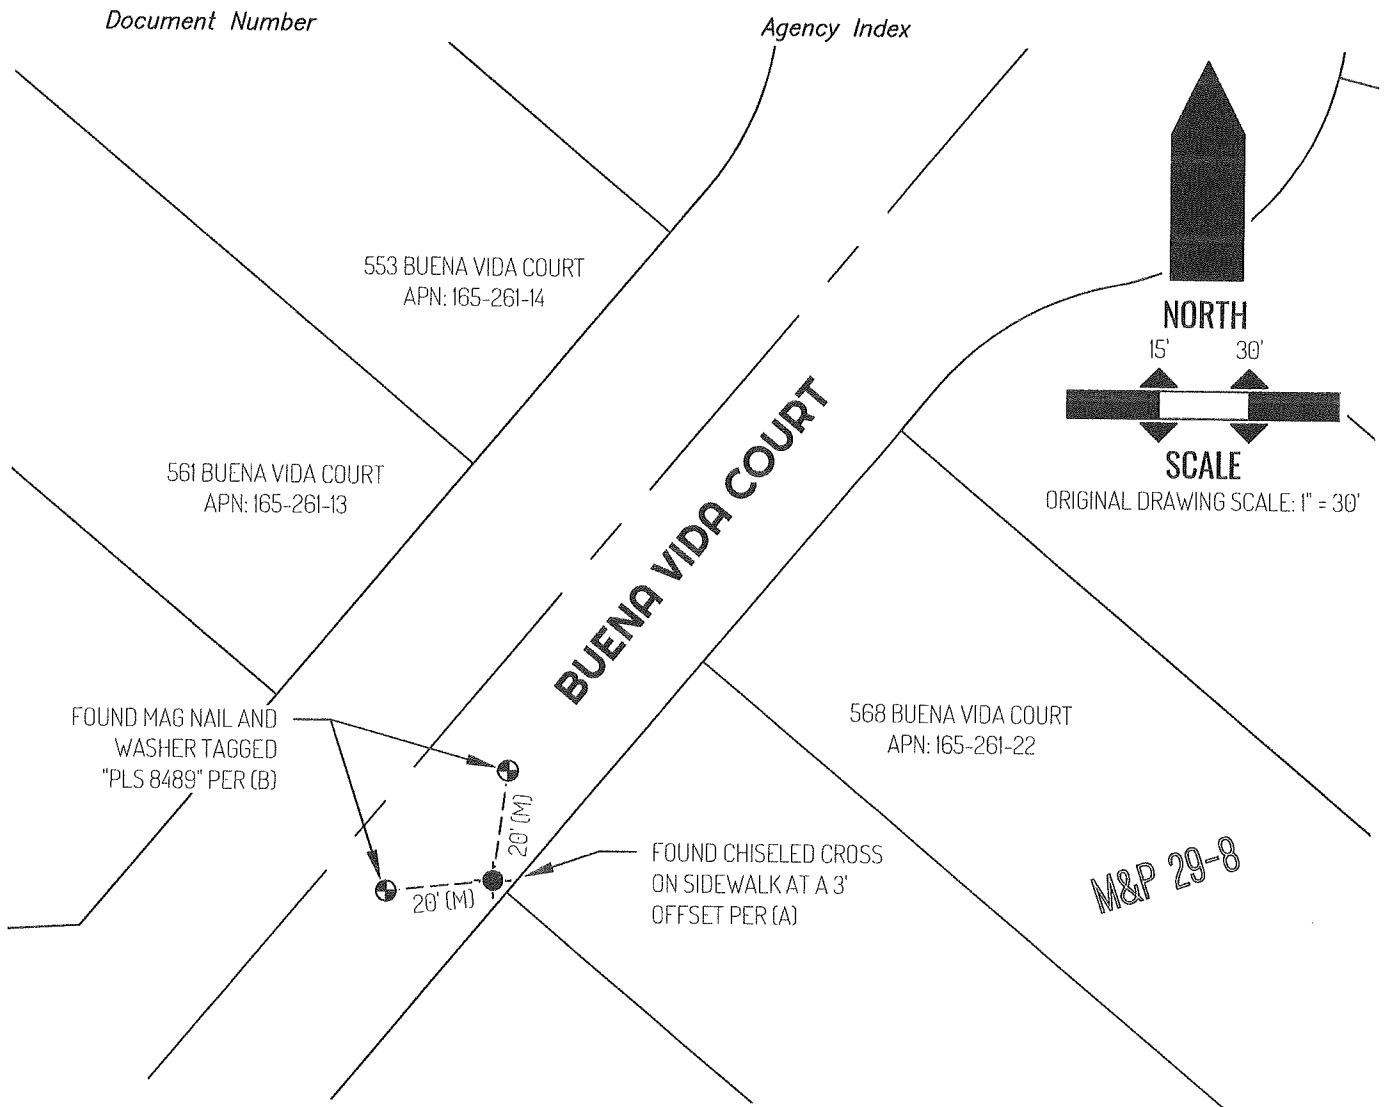 Document Number
Agency Index
553 BUENA VIDA COURT
APN: 165-261-14
NORTH
15'
30'
SCALE
ORIGINAL DRAWING SCALE: 1" = 30'
561 BUENA VIDA COURT
APN: 165-261-13
BUENA VIDA COURT
FOUND MAG NAIL AND
WASHER TAGGED
"PLS 8489" PER (B)
568 BUENA VIDA COURT
APN: 165-261-22
20' (M)
20' (M)
FOUND CHISELED CROSS
ON SIDEWALK AT A 3'
OFFSET PER (A)
M&P 29-8